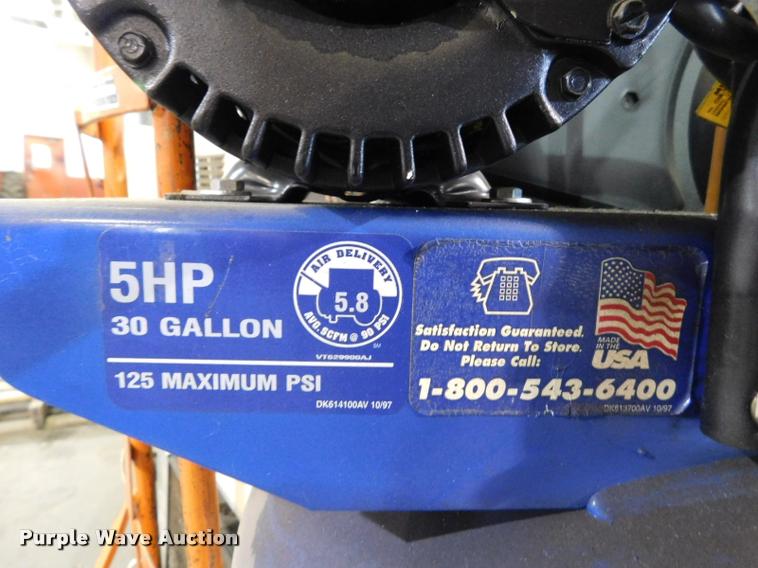 5HP
30 GALLON
AIR DELIVERY
5.8
AVG. SCFM @ 90 PSI
SM
VT629900AJ
125 MAXIMUM PSI
DK614100AV 10/97
MADE
IN THE
USA
Satisfaction Guaranteed.
Do Not Return To Store.
Please Call:
1-800-543-6400
DK613700AV 10/97
Purple Wave Auction